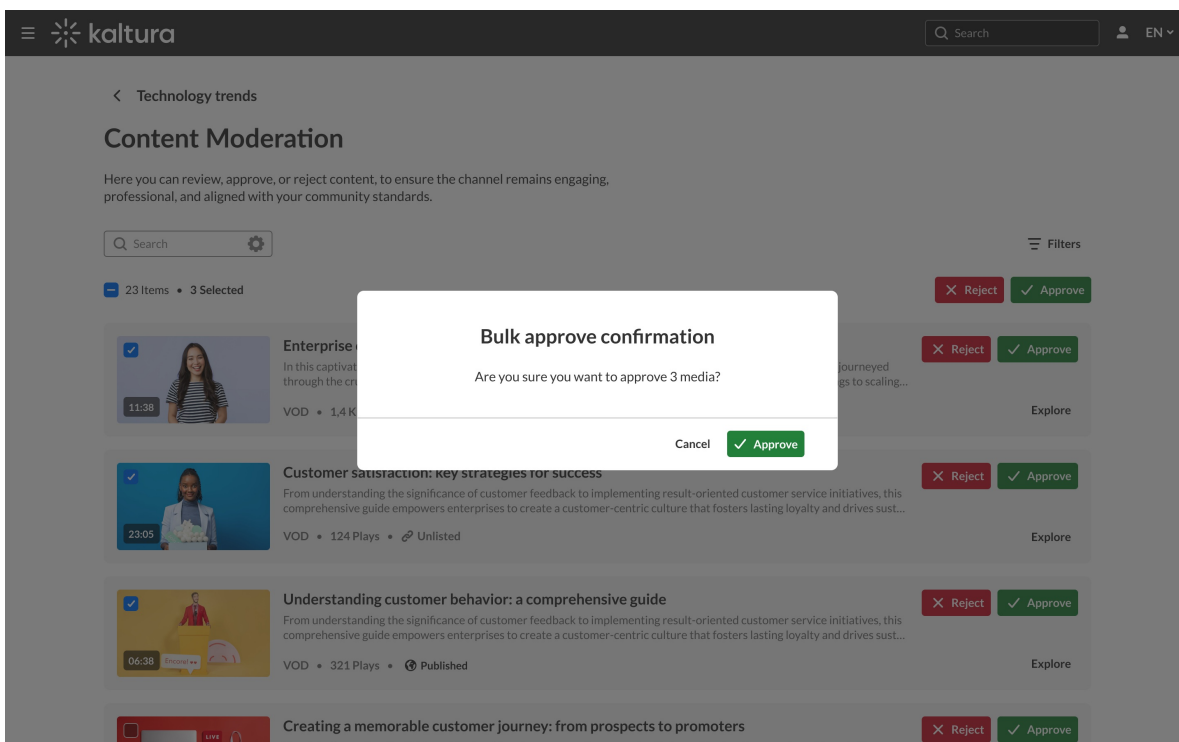 kaltura
Search
EN
Technology trends
Content Moderation
Here you can review, approve, or reject content, to ensure the channel remains engaging,
professional, and aligned with your community standards.
Search
Filters
23 Items • 3 Selected
Reject
Approve
Bulk approve confirmation
Are you sure you want to approve 3 media?
Cancel
Approve
11:38
Enterprise
In this captivat
journeyed
through the cr
gs to scaling...
VOD • 1,4 K
Reject
Approve
Explore
23:05
Customer satisfaction: key strategies for success
From understanding the significance of customer feedback to implementing result-oriented customer service initiatives, this
comprehensive guide empowers enterprises to create a customer-centric culture that fosters lasting loyalty and drives sust...
VOD • 124 Plays • Unlisted
Reject
Approve
Explore
06:38
Encore!
Understanding customer behavior: a comprehensive guide
From understanding the significance of customer feedback to implementing result-oriented customer service initiatives, this
comprehensive guide empowers enterprises to create a customer-centric culture that fosters lasting loyalty and drives sust...
VOD • 321 Plays • Published
Reject
Approve
Explore
LIVE
Creating a memorable customer journey: from prospects to promoters
Reject
Approve